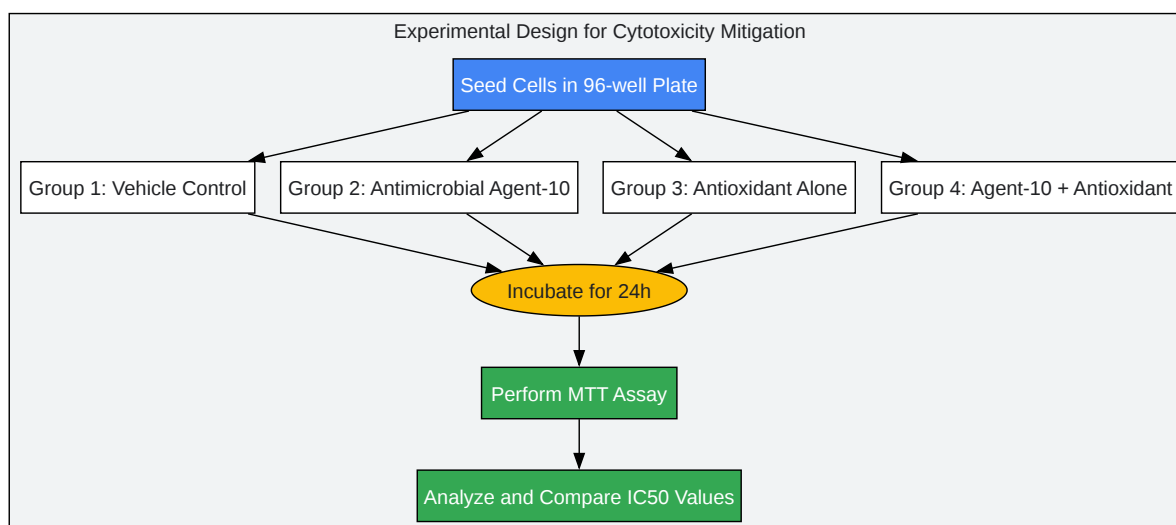 Experimental Design for Cytotoxicity Mitigation
Seed Cells in 96-well Plate
Group 1: Vehicle Control
Group 2: Antimicrobial Agent-10
Group 3: Antioxidant Alone
Group 4: Agent-10 + Antioxidant
Incubate for 24h
Perform MTT Assay
Analyze and Compare IC50 Values